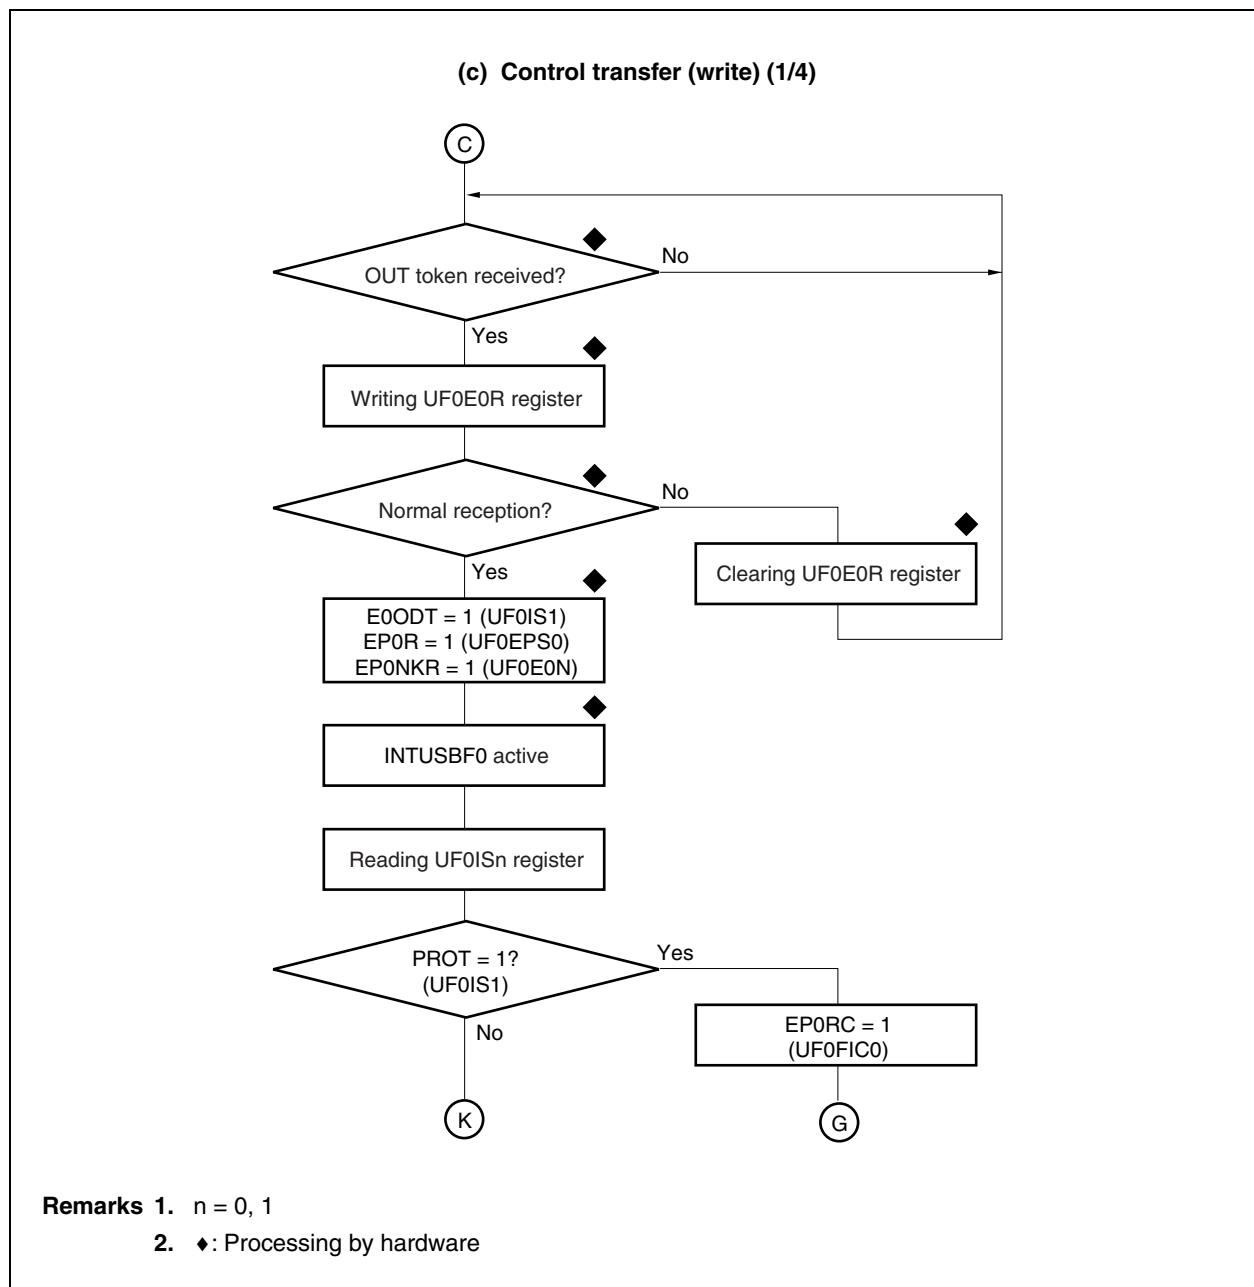 (c) Control transfer (write) (1/4)
C
OUT token received?
No
Yes
Writing UF0E0R register
Normal reception?
No
Clearing UF0E0R register
Yes
E0ODT = 1 (UF0IS1)
EP0R = 1 (UF0EPS0)
EP0NKR = 1 (UF0E0N)
INTUSBF0 active
Reading UF0ISn register
PROT = 1?
(UF0IS1)
Yes
No
EP0RC = 1
(UF0FIC0)
K
G
Remarks 1. n = 0, 1
2. ♦: Processing by hardware